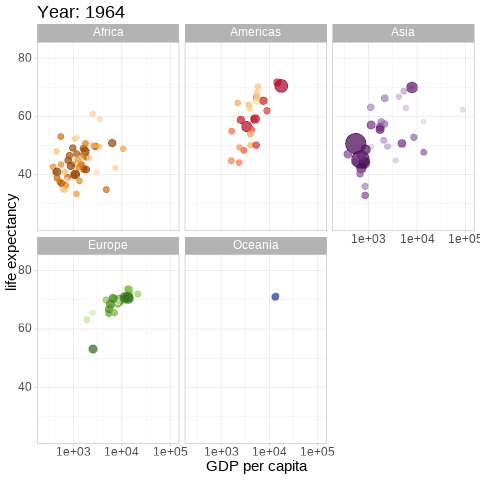 Year: 1964
Africa Americas Asia
80
60
40
1e+03 1e+04 1e+05
Europe Oceania
80
60
40
1e+03 1e+04 1e+05 1e+03 1e+04 1e+05
life expectancy
GDP per capita